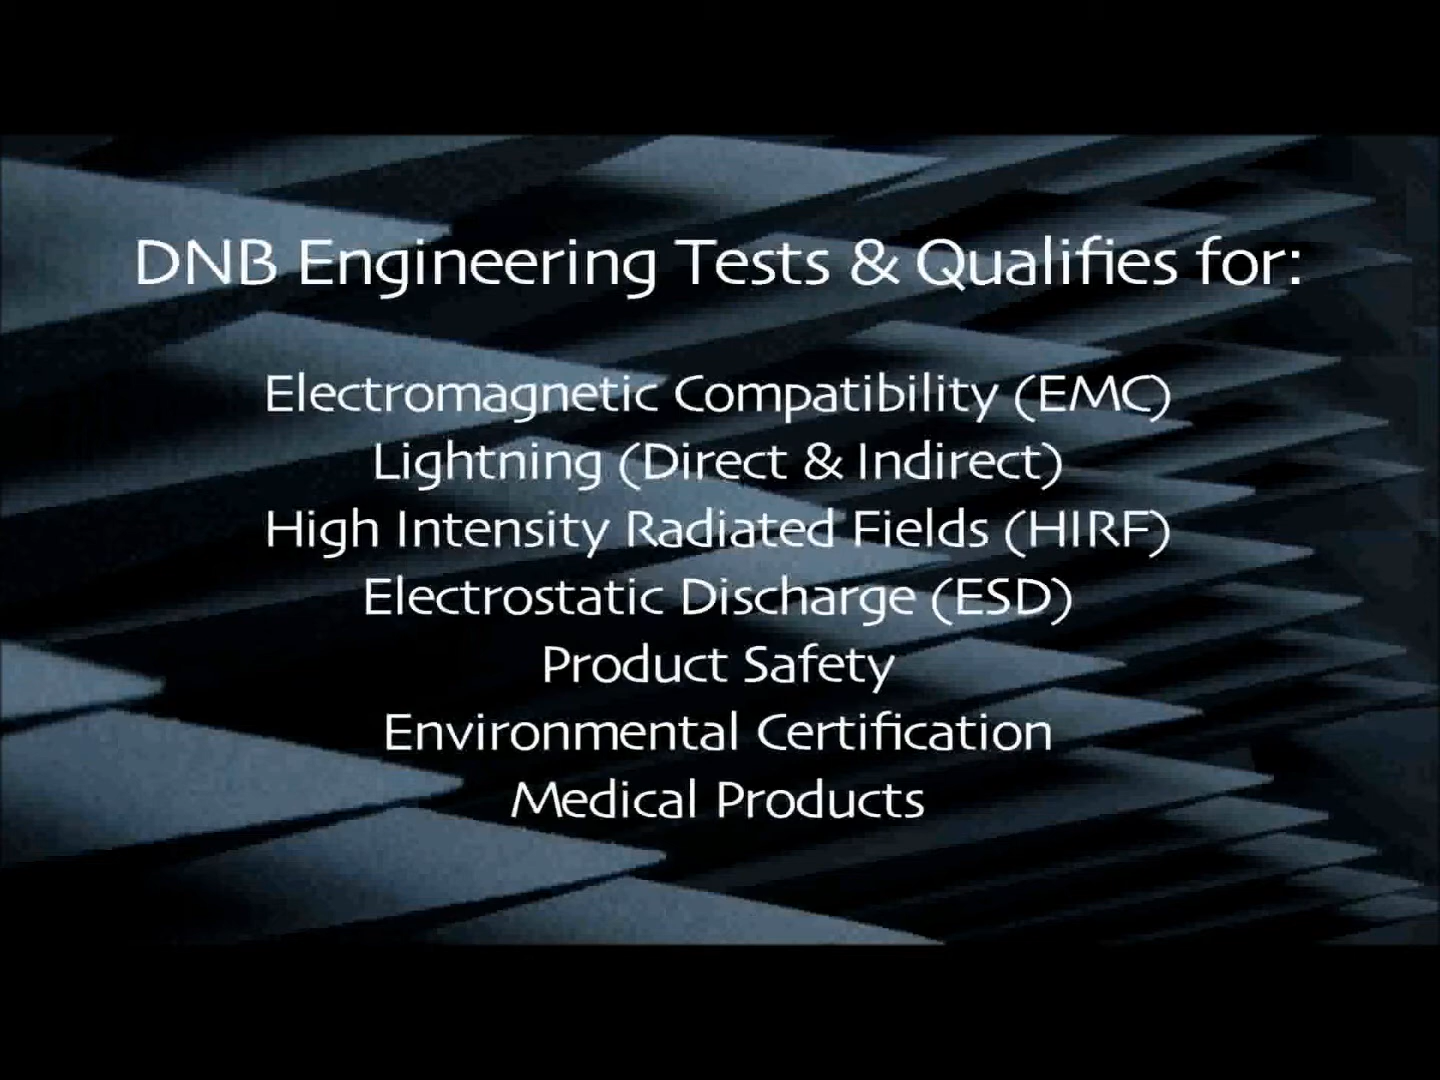 DNB Engineering Tests & Qualifies for:
Electromagnetic Compatibility (EMC)
Lightning (Direct & Indirect)
High Intensity Radiated Fields (HIRF)
Electrostatic Discharge (ESD)
Product Safety
Environmental Certification
Medical Products